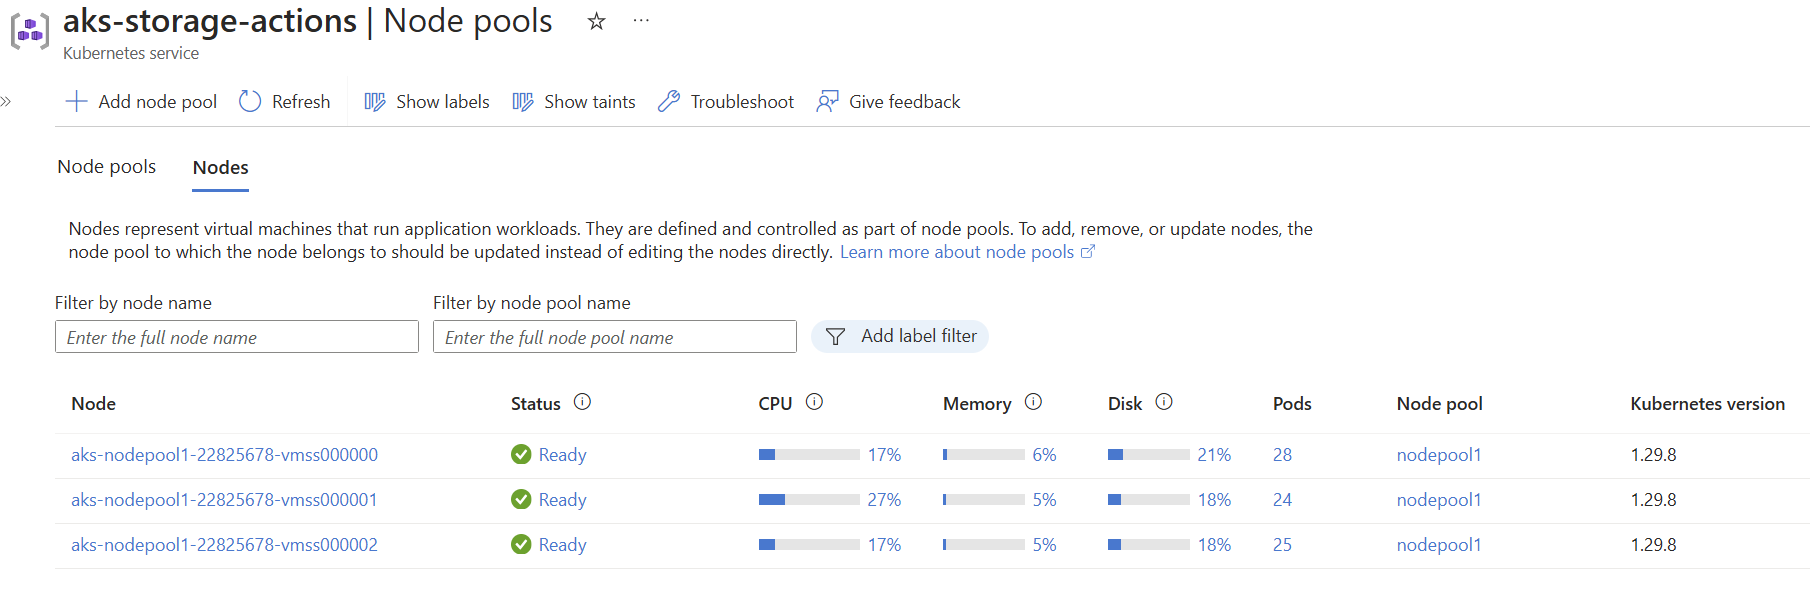 aks-storage-actions | Node pools ☆ ···
Kubernetes service
» Add node pool Refresh Show labels Show taints Troubleshoot Give feedback
Node pools Nodes
Nodes represent virtual machines that run application workloads. They are defined and controlled as part of node pools. To add, remove, or update nodes, the
node pool to which the node belongs to should be updated instead of editing the nodes directly. Learn more about node pools
Filter by node name Filter by node pool name
Enter the full node name Enter the full node pool name Add label filter
Node Status CPU Memory Disk Pods Node pool Kubernetes version
aks-nodepool1-22825678-vmss000000 Ready 17% 6% 21% 28 nodepool1 1.29.8
aks-nodepool1-22825678-vmss000001 Ready 27% 5% 18% 24 nodepool1 1.29.8
aks-nodepool1-22825678-vmss000002 Ready 17% 5% 18% 25 nodepool1 1.29.8